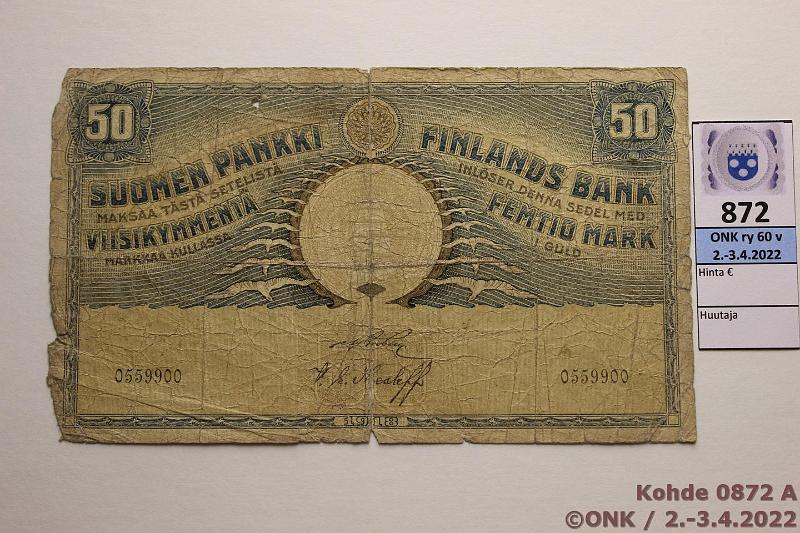 50
50
SUOMEN PANKKI
MAKSAA TÄSTÄ SETELISTÄ
VIISIKYMMENTÄ
MARKKAA KULLASSA
FINLANDS BANK
INLÖSER DENNA SEDEL MED
FEMTIO MARK
I GULD
0559900
0559900
872
ONK ry 60 v
2.-3.4.2022
Hinta €
Huutaja
Kohde 0872 A
©ONK / 2.-3.4.2022